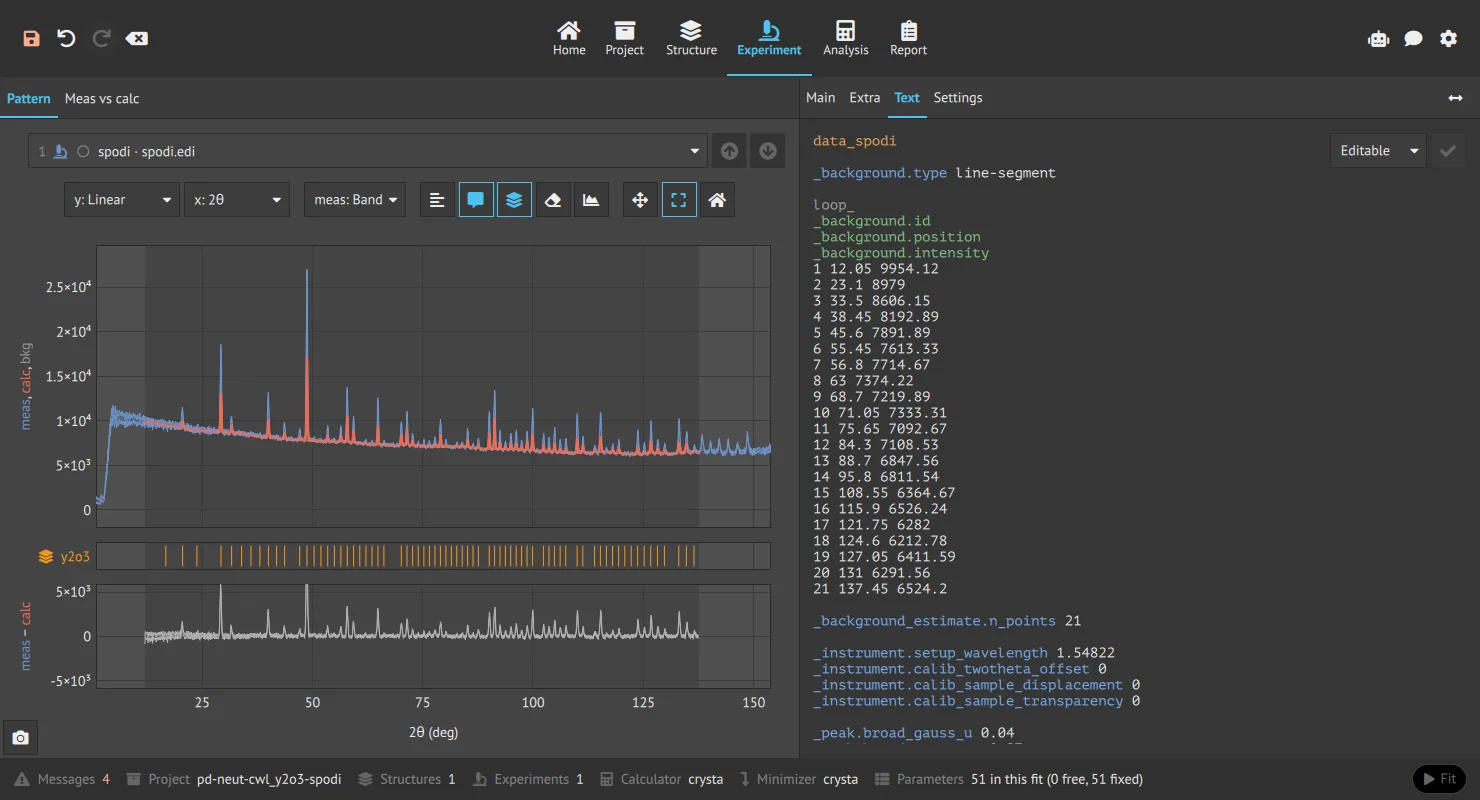 Home
Project
Structure
Experiment
Analysis
Report
Pattern
Meas vs calc
Main
Extra
Text
Settings
1 spodi · spodi.edi
y: Linear
x: 2θ
meas: Band
2.5×10⁴
2×10⁴
1.5×10⁴
1×10⁴
5×10³
0
meas, calc, bkg
y2o3
5×10³
0
-5×10³
meas − calc
25
50
75
100
125
150
2θ (deg)
data_spodi
Editable
_background.type line-segment
loop_
_background.id
_background.position
_background.intensity
1 12.05 9954.12
2 23.1 8979
3 33.5 8606.15
4 38.45 8192.89
5 45.6 7891.89
6 55.45 7613.33
7 56.8 7714.67
8 63 7374.22
9 68.7 7219.89
10 71.05 7333.31
11 75.65 7092.67
12 84.3 7108.53
13 88.7 6847.56
14 95.8 6811.54
15 108.55 6364.67
16 115.9 6526.24
17 121.75 6282
18 124.6 6212.78
19 127.05 6411.59
20 131 6291.56
21 137.45 6524.2
_background_estimate.n_points 21
_instrument.setup_wavelength 1.54822
_instrument.calib_twotheta_offset 0
_instrument.calib_sample_displacement 0
_instrument.calib_sample_transparency 0
_peak.broad_gauss_u 0.04
Messages 4
Project pd-neut-cwl_y2o3-spodi
Structures 1
Experiments 1
Calculator crysta
Minimizer crysta
Parameters 51 in this fit (0 free, 51 fixed)
Fit